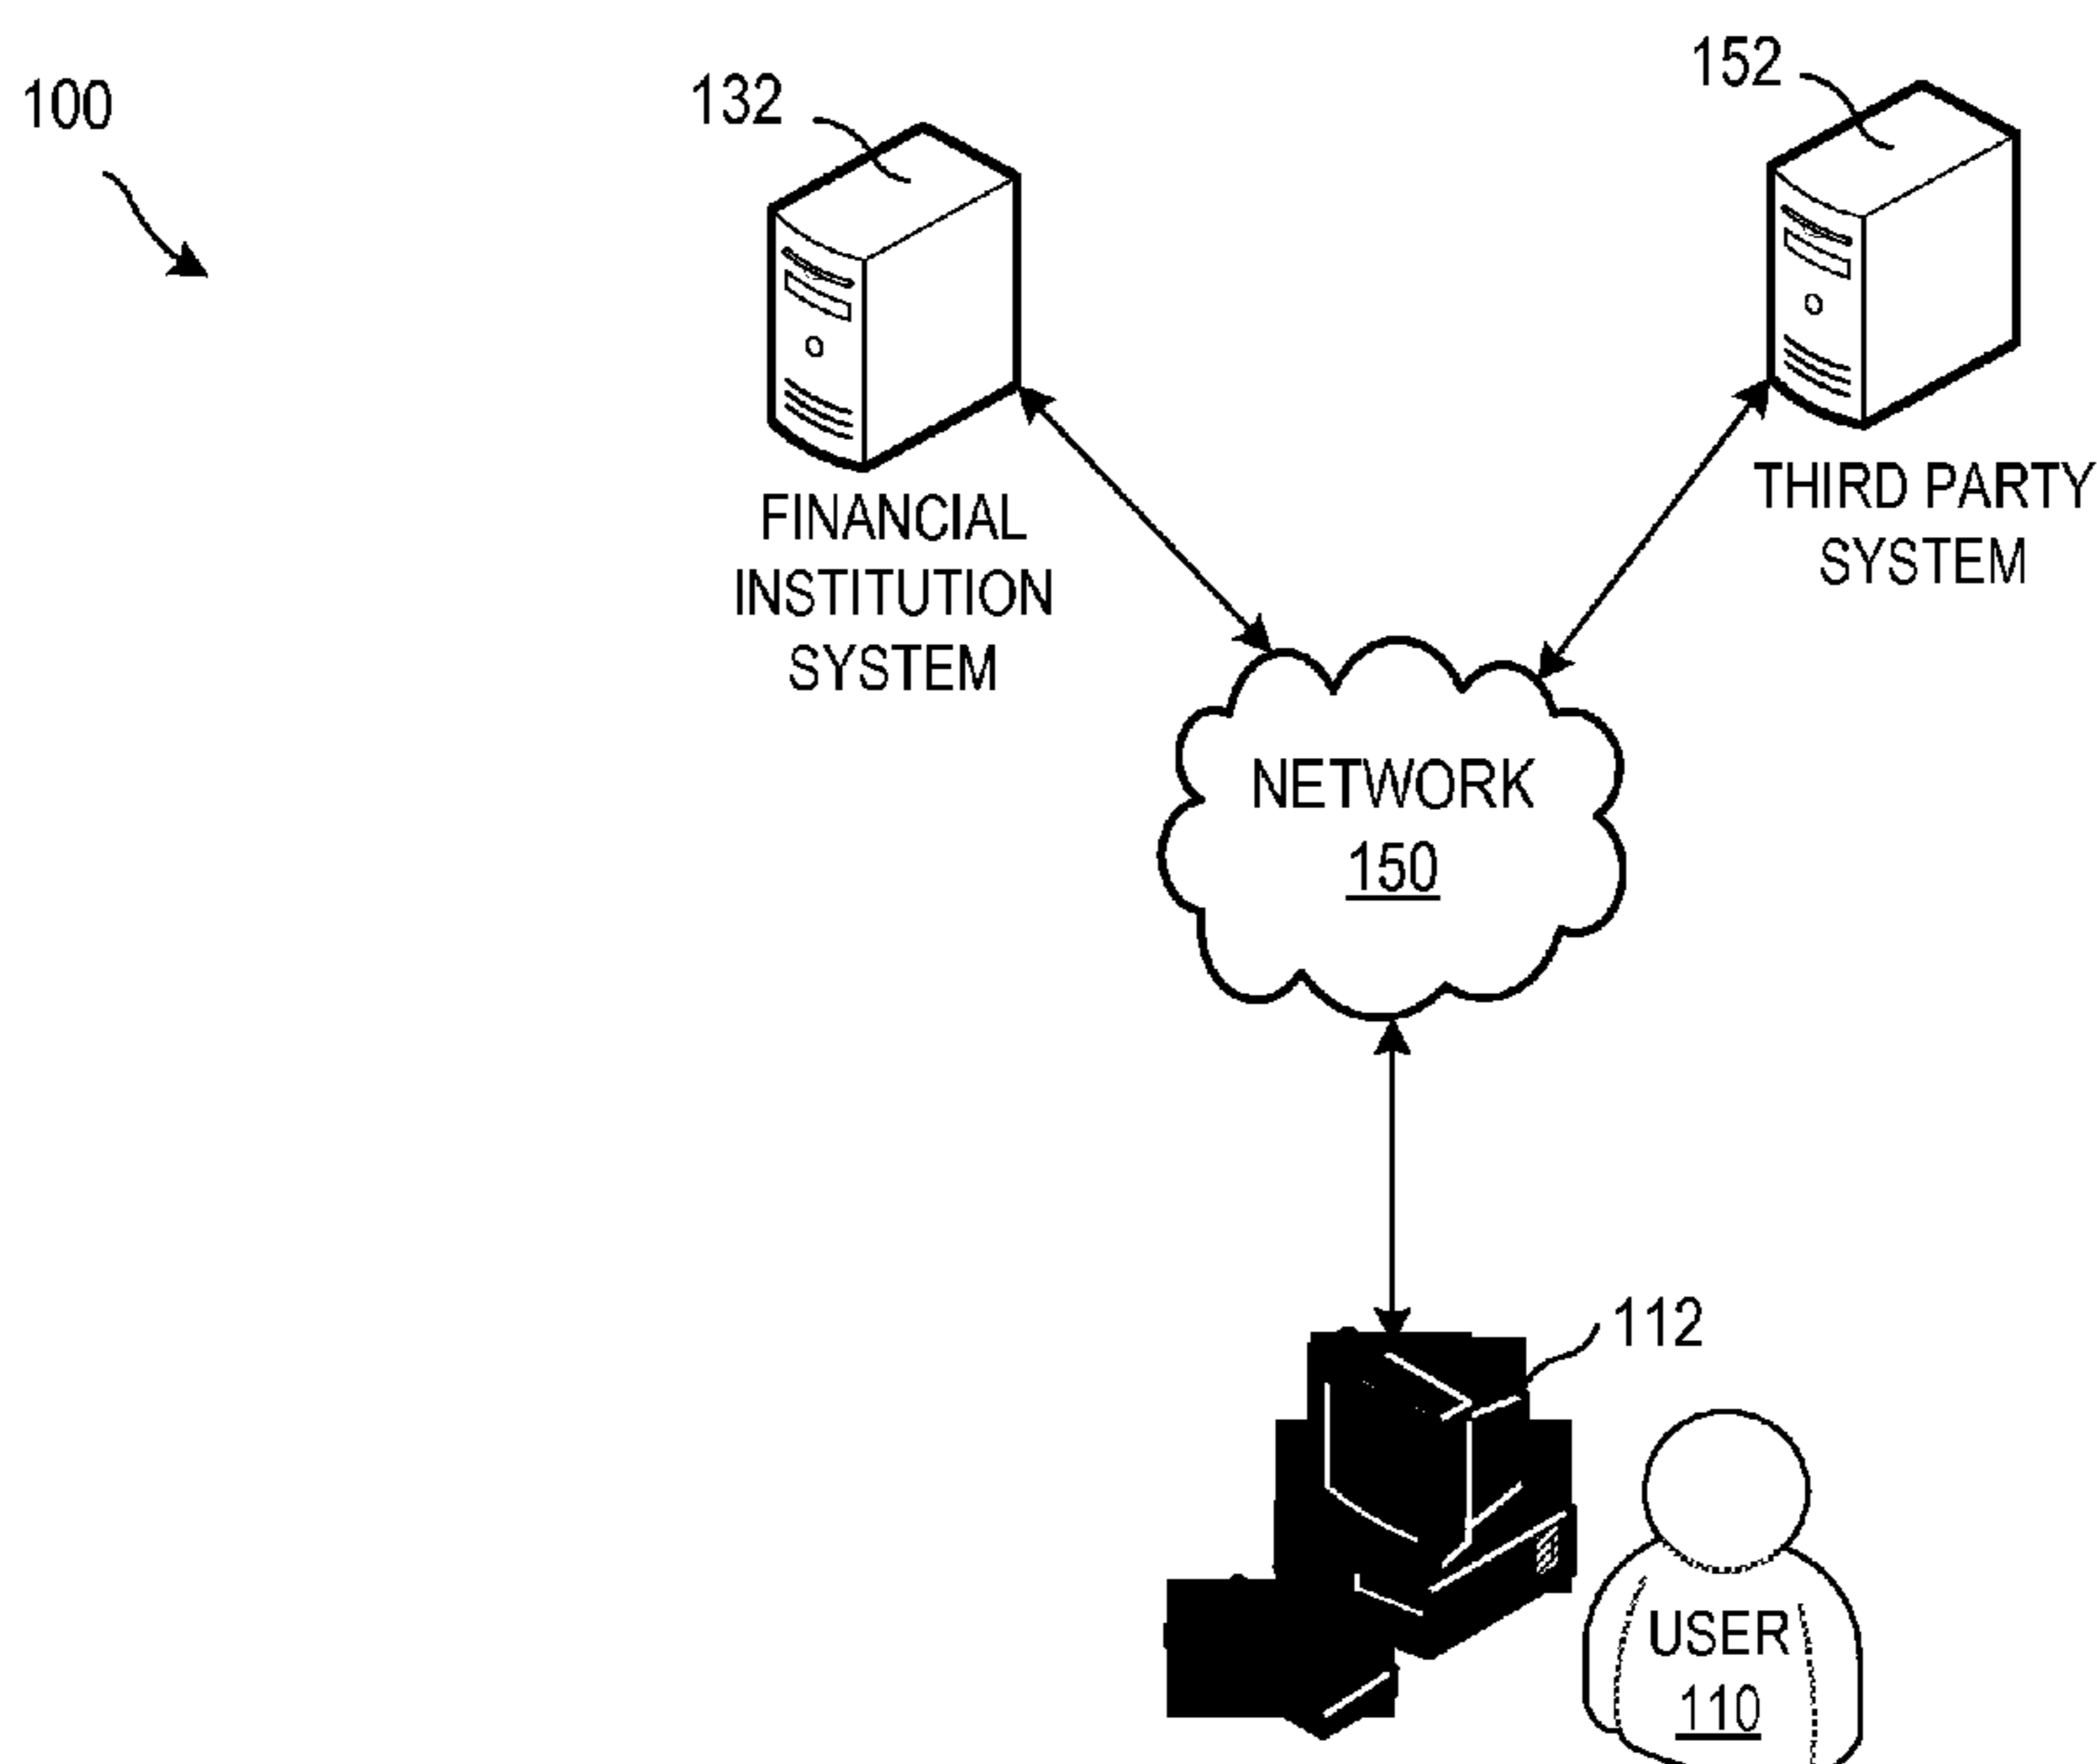 100
132
152
FINANCIAL
INSTITUTION
SYSTEM
THIRD PARTY
SYSTEM
NETWORK
150
112
USER
110